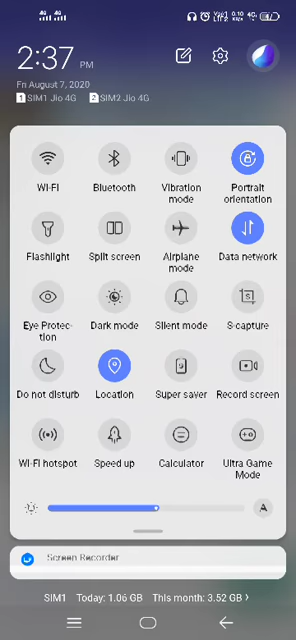 2:37 PM
Fri August 7, 2020
1 SIM1 Jio 4G 2 SIM2 Jio 4G
Wi-Fi Bluetooth Vibration mode Portrait orientation
Flashlight Split screen Airplane mode Data network
Eye Protec-tion Dark mode Silent mode S-capture
Do not disturb Location Super saver Record screen
Wi-Fi hotspot Speed up Calculator Ultra Game Mode
A
Screen Recorder
SIM1 Today: 1.06 GB This month: 3.52 GB